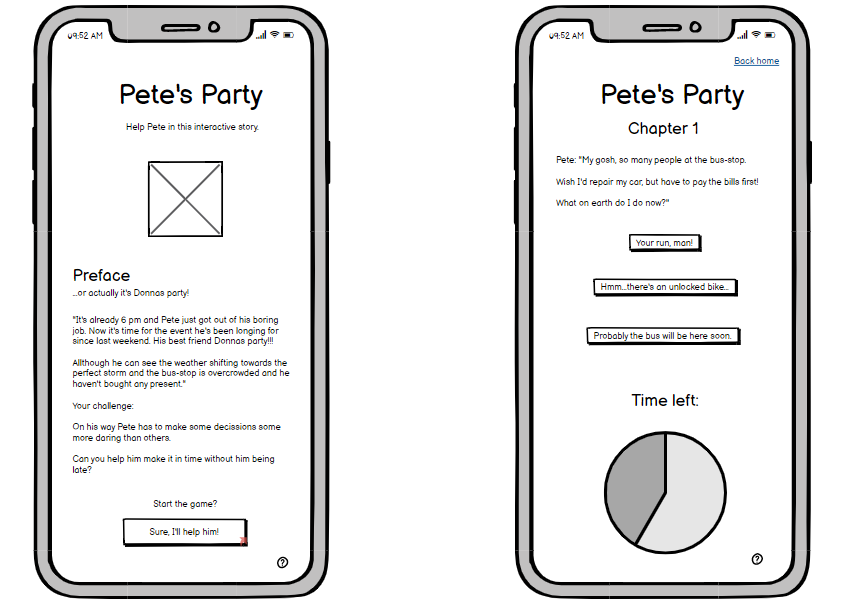 09:52 AM
Pete's Party
Help Pete in this interactive story.
Preface
...or actually it's Donnas party!
"It's already 6 pm and Pete just got out of his boring
job. Now it's time for the event he's been longing for
since last weekend. His best friend Donnas party!!!
Allthough he can see the weather shifting towards the
perfect storm and the bus-stop is overcrowded and he
haven't bought any present."
Your challenge:
On his way Pete has to make some decissions some
more daring than others.
Can you help him make it in time without him being
late?
Start the game?
Sure, I'll help him!
?
09:52 AM
Back home
Pete's Party
Chapter 1
Pete: "My gosh, so many people at the bus-stop.
Wish I'd repair my car, but have to pay the bills first!
What on earth do I do now?"
Your run, man!
Hmm...there's an unlocked bike...
Probably the bus will be here soon.
Time left:
?